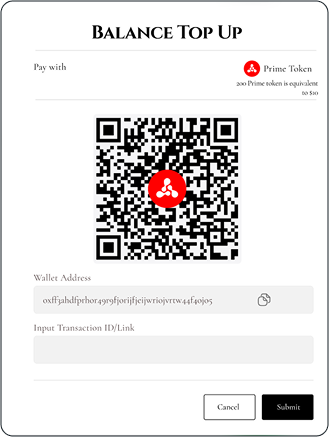 Balance Top Up
Pay with
Prime Token
200 Prime token is equivalent
to $10
Wallet Address
0xff3ahdfprhor49r9fjorijfjeijwriojvrtw44f40j05
Input Transaction ID/Link
Cancel
Submit